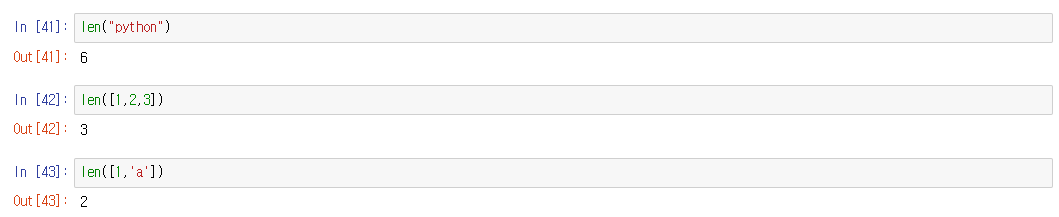 In [41]: len("python")
Out[41]: 6
In [42]: len([1,2,3])
Out[42]: 3
In [43]: len([1,'a'])
Out[43]: 2